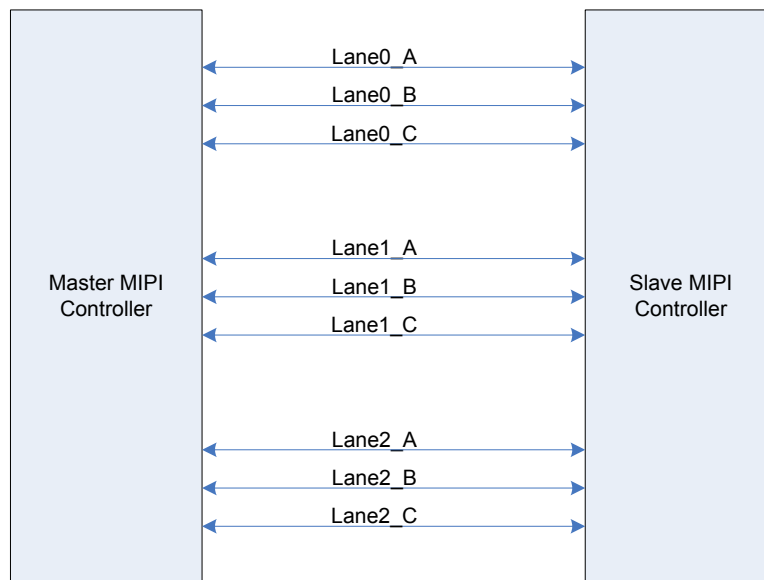 Lane0_A
Lane0_B
Lane0_C
Lane1_A
Master MIPI
Controller
Lane1_B
Slave MIPI
Controller
Lane1_C
Lane2_A
Lane2_B
Lane2_C